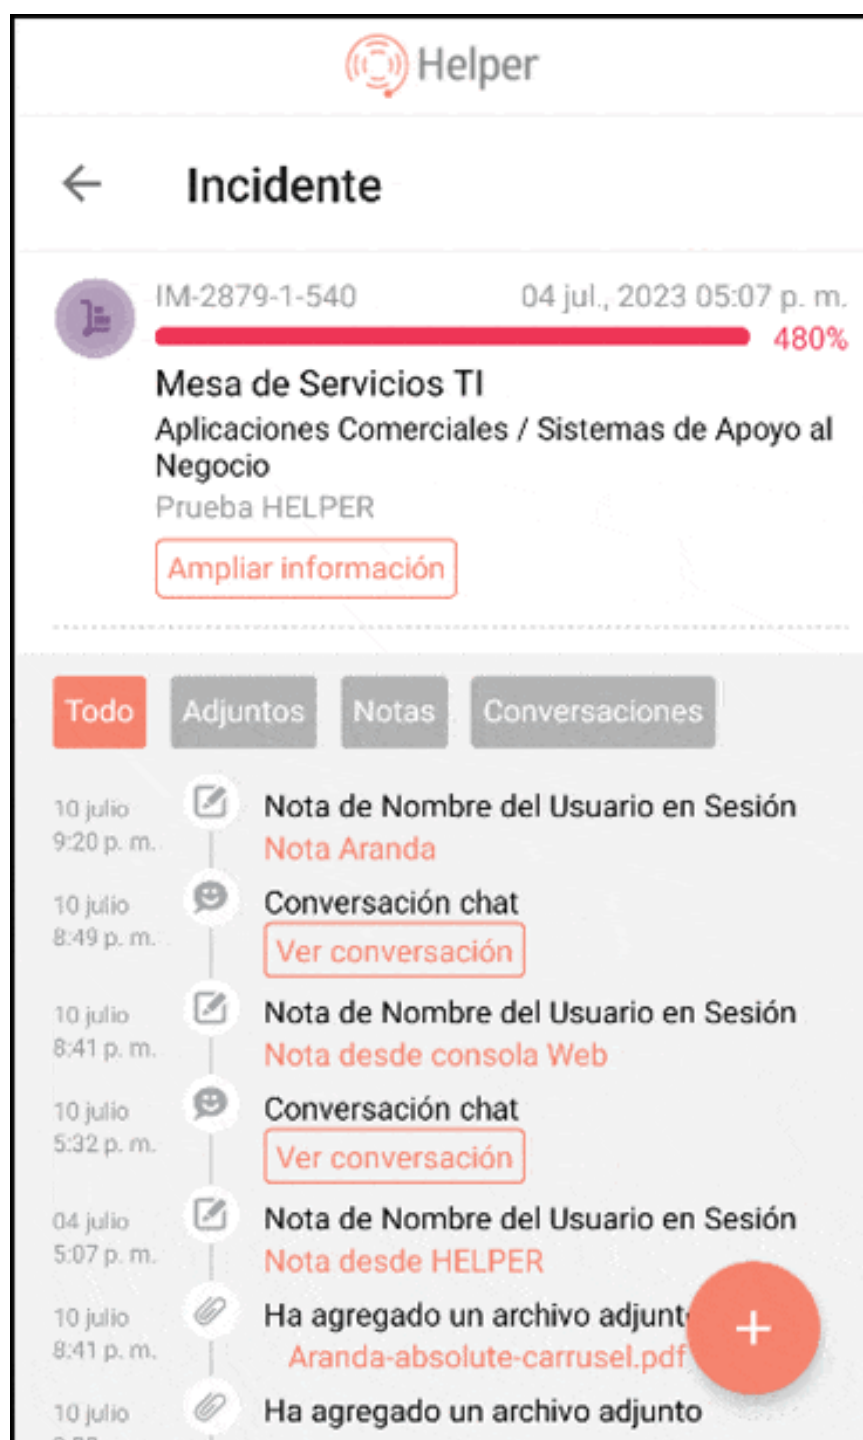 Helper
Incidente
IM-2879-1-540 04 jul., 2023 05:07 p. m.
480%
Mesa de Servicios TI
Aplicaciones Comerciales / Sistemas de Apoyo al
Negocio
Prueba HELPER
Ampliar información
Todo Adjuntos Notas Conversaciones
10 julio Nota de Nombre del Usuario en Sesión
9:20 p. m. Nota Aranda
10 julio Conversación chat
8:49 p. m. Ver conversación
10 julio Nota de Nombre del Usuario en Sesión
8:41 p. m. Nota desde consola Web
10 julio Conversación chat
5:32 p. m. Ver conversación
04 julio Nota de Nombre del Usuario en Sesión
5:07 p. m. Nota desde HELPER
10 julio Ha agregado un archivo adjunto
8:41 p. m. Aranda-absolute-carrusel.pdf
+
10 julio Ha agregado un archivo adjunto